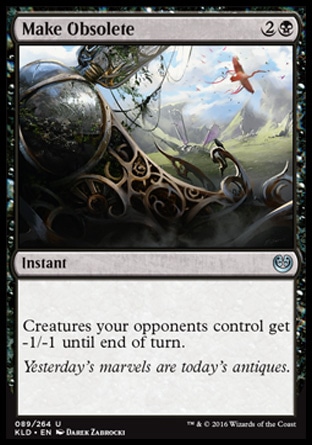 Make Obsolete 2
Instant
Creatures your opponents control get
-1/-1 until end of turn.
Yesterday's marvels are today's antiques.
089/264 U
KLD • EN DAREK ZABROCKI
™ & © 2016 Wizards of the Coast